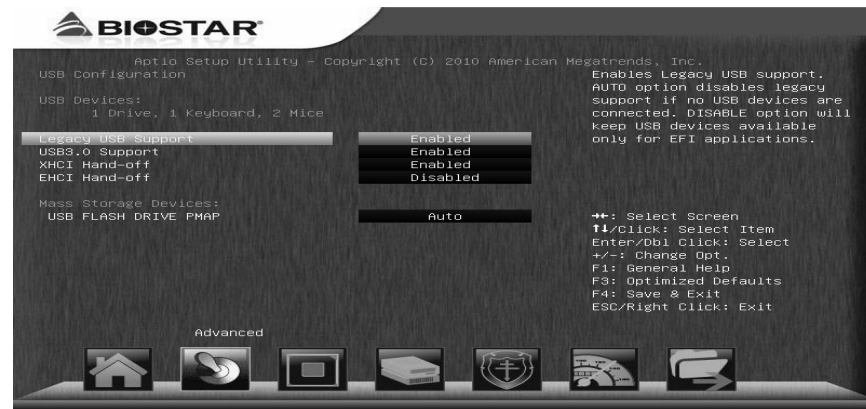 BIOSTAR
Aptio Setup Utility - Copyright (C) 2010 American Megatrends, Inc.
USB Configuration
USB Devices:
1 Drive, 1 Keyboard, 2 Mice
Legacy USB Support Enabled
USB3.0 Support Enabled
XHCI Hand-off Enabled
EHCI Hand-off Disabled
Mass Storage Devices:
USB FLASH DRIVE PMAP Auto
Enables Legacy USB support.
AUTO option disables legacy
support if no USB devices are
connected. DISABLE option will
keep USB devices available
only for EFI applications.
→←: Select Screen
↑↓/Click: Select Item
Enter/Dbl Click: Select
+/-: Change Opt.
F1: General Help
F3: Optimized Defaults
F4: Save & Exit
ESC/Right Click: Exit
Advanced